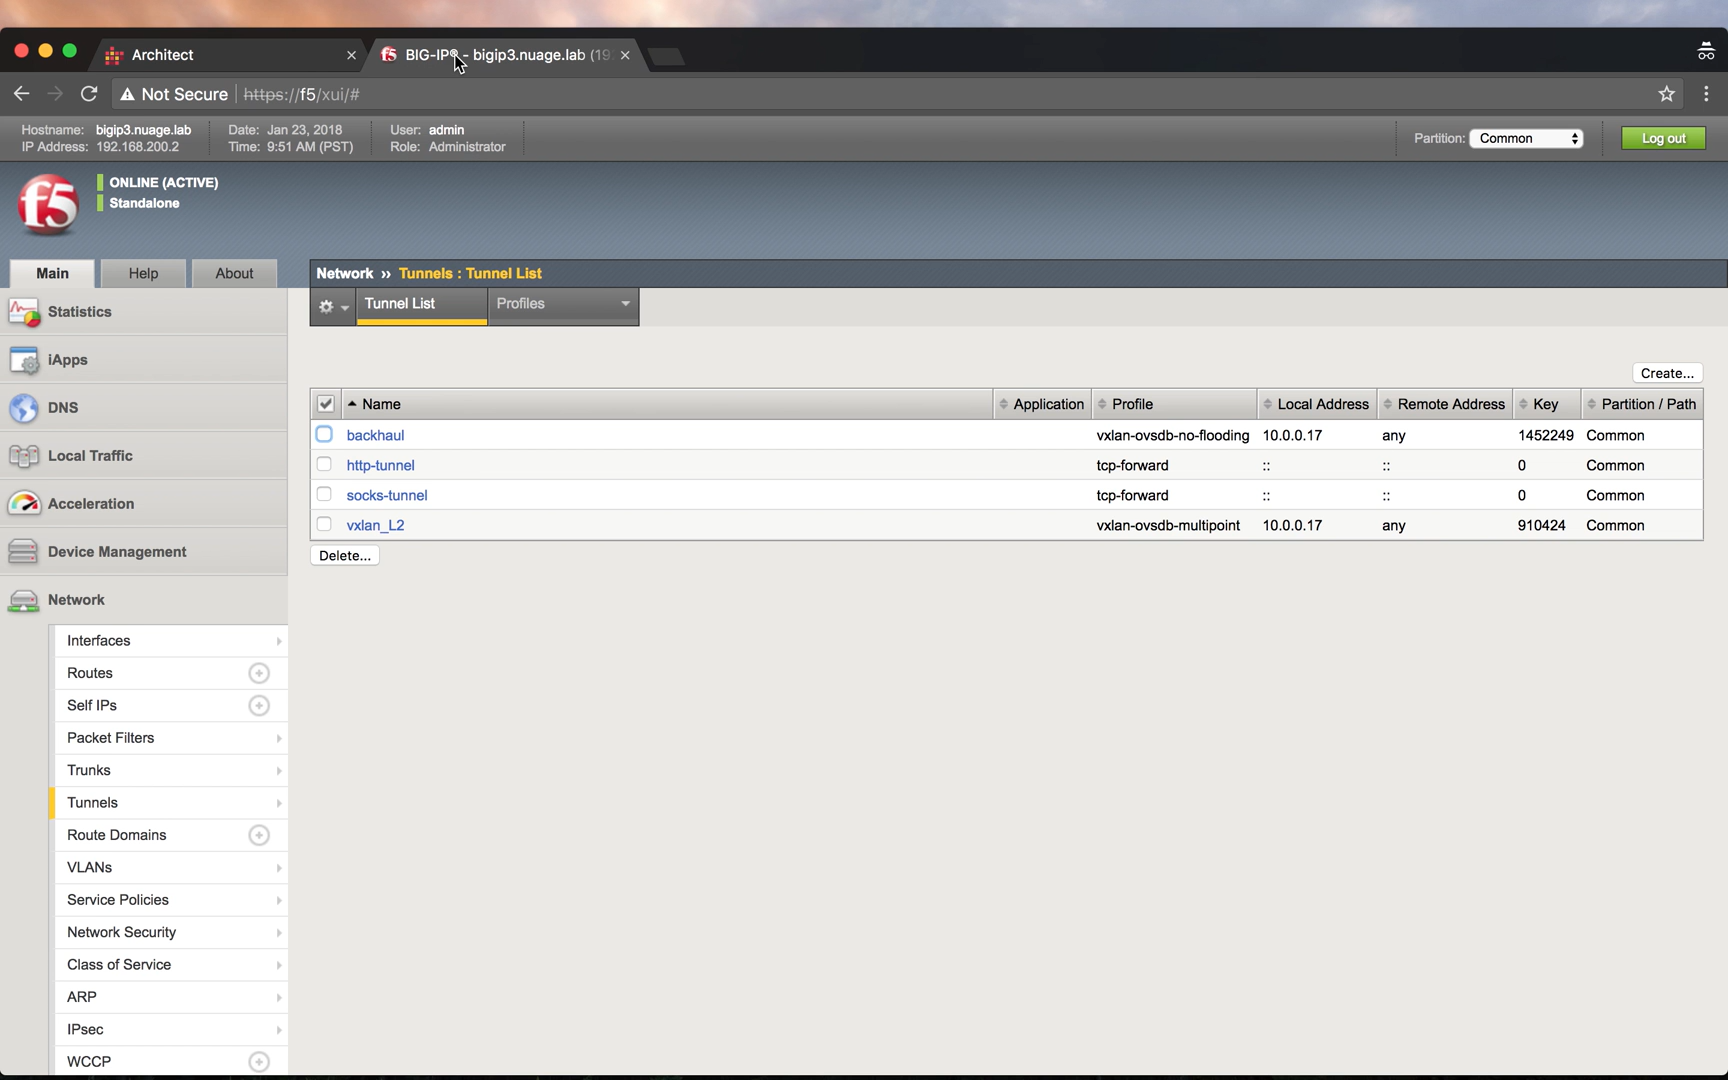 Architect
BIG-IP® - bigip3.nuage.lab (19
Not Secure https://f5/xui/#
Hostname: bigip3.nuage.lab Date: Jan 23, 2018 User: admin
IP Address: 192.168.200.2 Time: 9:51 AM (PST) Role: Administrator
Partition: Common Log out
f5
ONLINE (ACTIVE)
Standalone
Main Help About
Network » Tunnels : Tunnel List
Tunnel List Profiles
Statistics
iApps
DNS
Local Traffic
Acceleration
Device Management
Network
Interfaces
Routes
Self IPs
Packet Filters
Trunks
Tunnels
Route Domains
VLANs
Service Policies
Network Security
Class of Service
ARP
IPsec
WCCP
Create...
Name Application Profile Local Address Remote Address Key Partition / Path
backhaul vxlan-ovsdb-no-flooding 10.0.0.17 any 1452249 Common
http-tunnel tcp-forward :: :: 0 Common
socks-tunnel tcp-forward :: :: 0 Common
vxlan_L2 vxlan-ovsdb-multipoint 10.0.0.17 any 910424 Common
Delete...